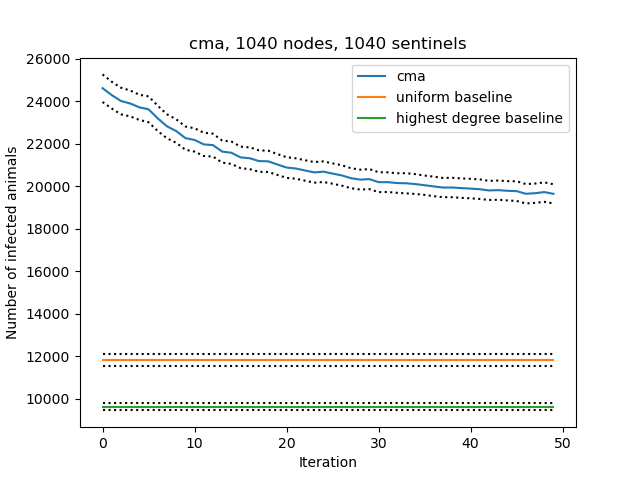 cma, 1040 nodes, 1040 sentinels
26000
24000
22000
20000
18000
16000
14000
12000
10000
Number of infected animals
cma
uniform baseline
highest degree baseline
0 10 20 30 40 50
Iteration